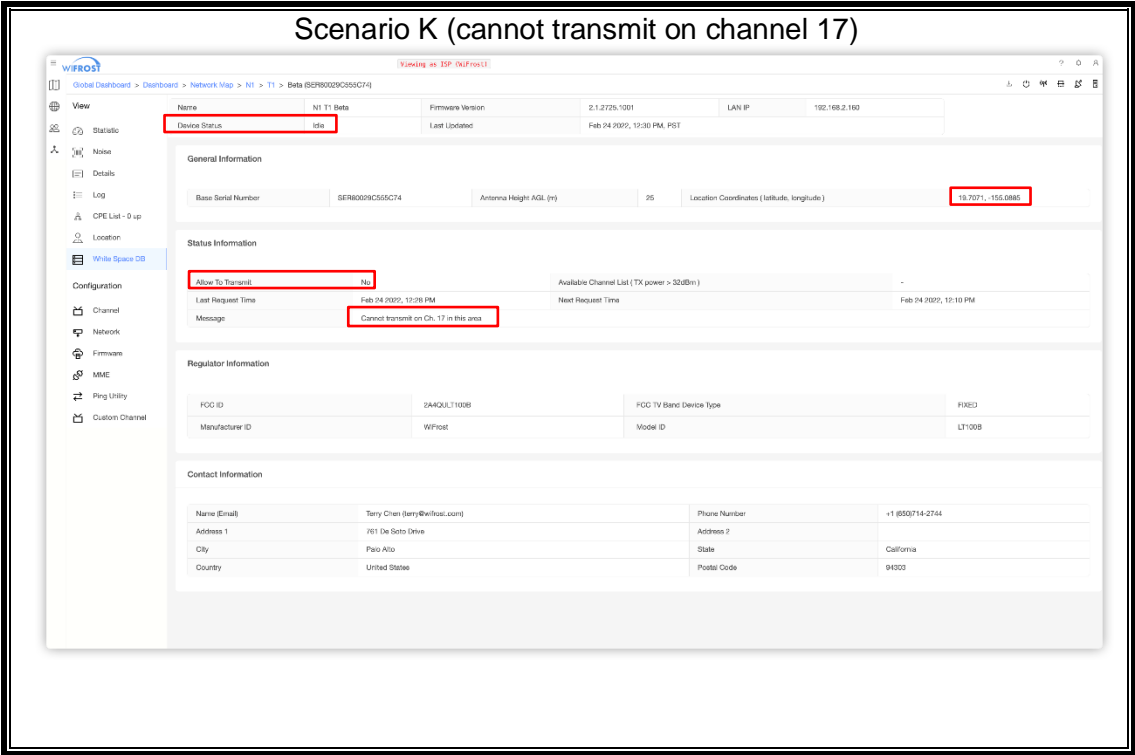 Scenario K (cannot transmit on channel 17)
WIFROST
Viewing as ISP (WiFrost)
Global Dashboard > Dashboard > Network Map > N1 > T1 > Beta (SER80029C555C74)
View
Statistic
Noise
Details
Log
CPE List - 0 up
Location
White Space DB
Configuration
Channel
Network
Firmware
MME
Ping Utility
Custom Channel
Name N1 T1 Beta Firmware Version 2.1.2725.1001 LAN IP 192.168.2.160
Device Status Idle Last Updated Feb 24 2022, 12:30 PM, PST
General Information
Base Serial Number SER80029C555C74 Antenna Height AGL (m) 25 Location Coordinates ( latitude, longitude ) 19.7071, -155.0885
Status Information
Allow To Transmit No Available Channel List ( TX power > 32dBm ) -
Last Request Time Feb 24 2022, 12:28 PM Next Request Time Feb 24 2022, 12:10 PM
Message Cannot transmit on Ch. 17 in this area
Regulator Information
FCC ID 2A4QULT100B FCC TV Band Device Type FIXED
Manufacturer ID WiFrost Model ID LT100B
Contact Information
Name (Email) Terry Chen (terry@wifrost.com) Phone Number +1 (650)714-2744
Address 1 761 De Soto Drive Address 2
City Palo Alto State California
Country United States Postal Code 94303